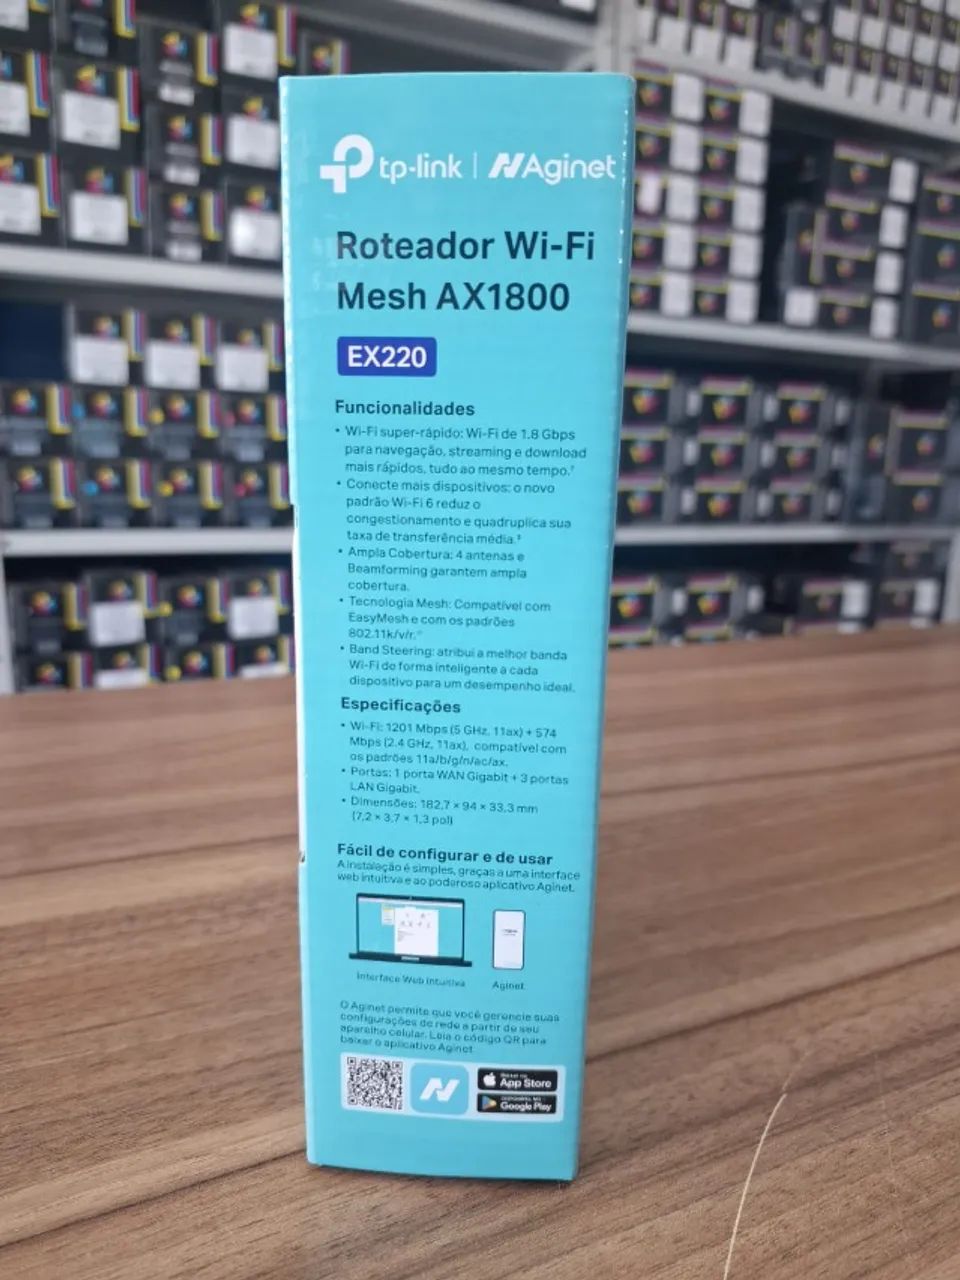 tp-link | Aginet
Roteador Wi-Fi
Mesh AX1800
EX220
Funcionalidades
• Wi-Fi super-rápido: Wi-Fi de 1.8 Gbps
para navegação, streaming e download
mais rápidos, tudo ao mesmo tempo.†
• Conecte mais dispositivos: o novo
padrão Wi-Fi 6 reduz o
congestionamento e quadruplica sua
taxa de transferência média.‡
• Ampla Cobertura: 4 antenas e
Beamforming garantem ampla
cobertura.
• Tecnologia Mesh: Compatível com
EasyMesh e com os padrões
802.11k/v/r.
• Band Steering: atribui a melhor banda
Wi-Fi de forma inteligente a cada
dispositivo para um desempenho ideal.
Especificações
• Wi-Fi: 1201 Mbps (5 GHz, 11ax) + 574
Mbps (2.4 GHz, 11ax), compatível com
os padrões 11a/b/g/n/ac/ax.
• Portas: 1 porta WAN Gigabit + 3 portas
LAN Gigabit.
• Dimensões: 182,7 × 94 × 33,3 mm
(7,2 × 3,7 × 1,3 pol)
Fácil de configurar e de usar
A instalação é simples, graças a uma interface
web intuitiva e ao poderoso aplicativo Aginet.
Interface Web Intuitiva
Aginet
O Aginet permite que você gerencie suas
configurações de rede a partir de seu
aparelho celular. Leia o código QR para
baixar o aplicativo Aginet
App Store
Google Play